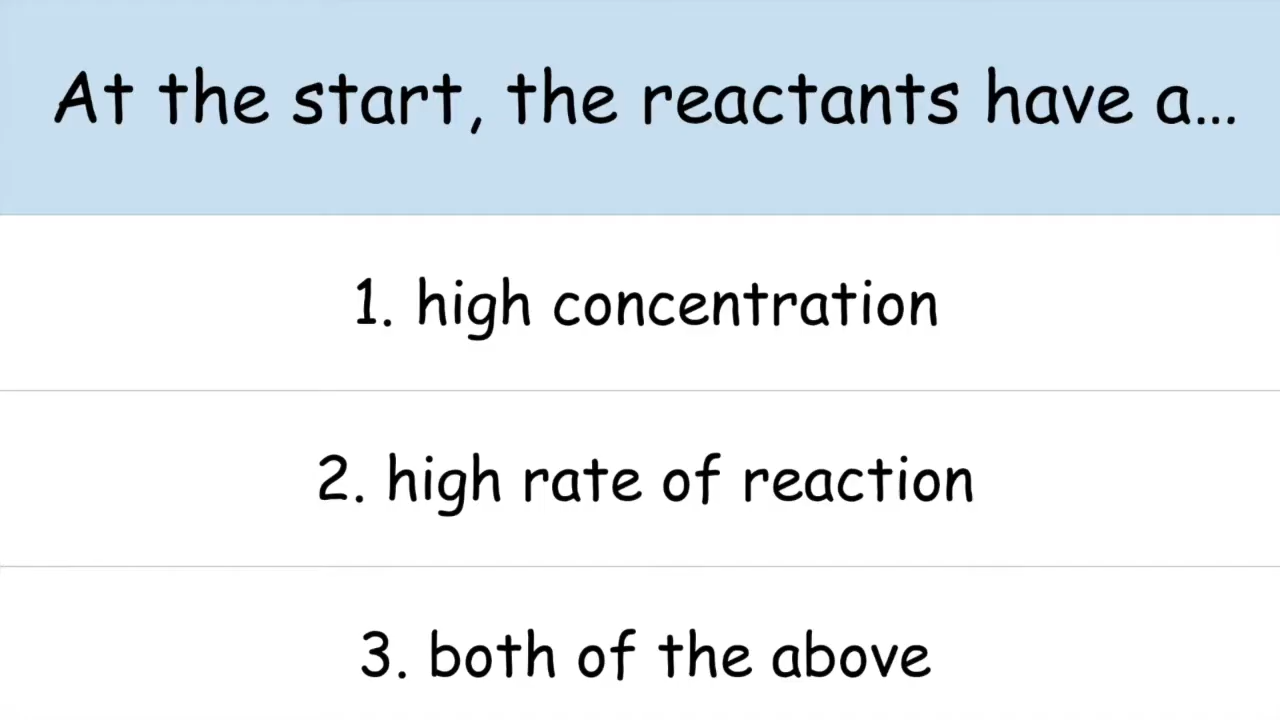 At the start, the reactants have a...
1. high concentration
2. high rate of reaction
3. both of the above